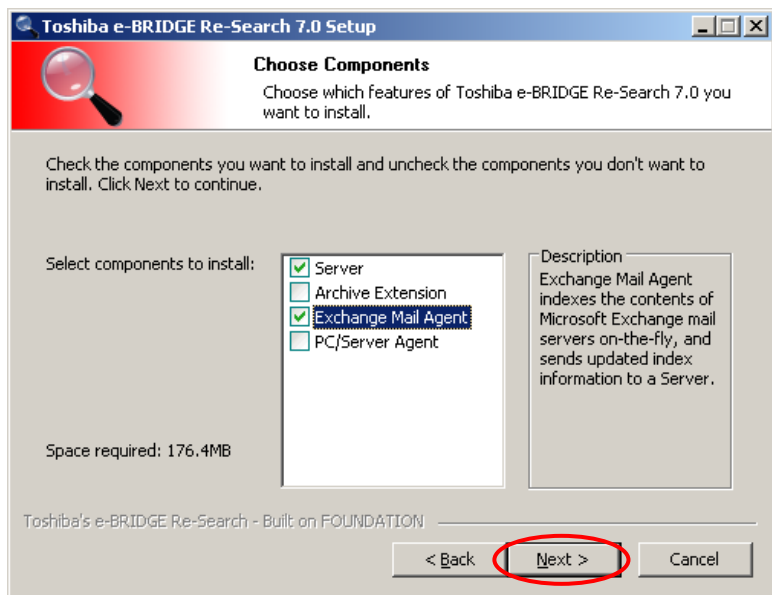 Toshiba e-BRIDGE Re-Search 7.0 Setup
Choose Components
Choose which features of Toshiba e-BRIDGE Re-Search 7.0 you
want to install.
Check the components you want to install and uncheck the components you don't want to
install. Click Next to continue.
Select components to install:
Server
Archive Extension
Exchange Mail Agent
PC/Server Agent
Description
Exchange Mail Agent
indexes the contents of
Microsoft Exchange mail
servers on-the-fly, and
sends updated index
information to a Server.
Space required: 176.4MB
Toshiba's e-BRIDGE Re-Search - Built on FOUNDATION
< Back
Next >
Cancel